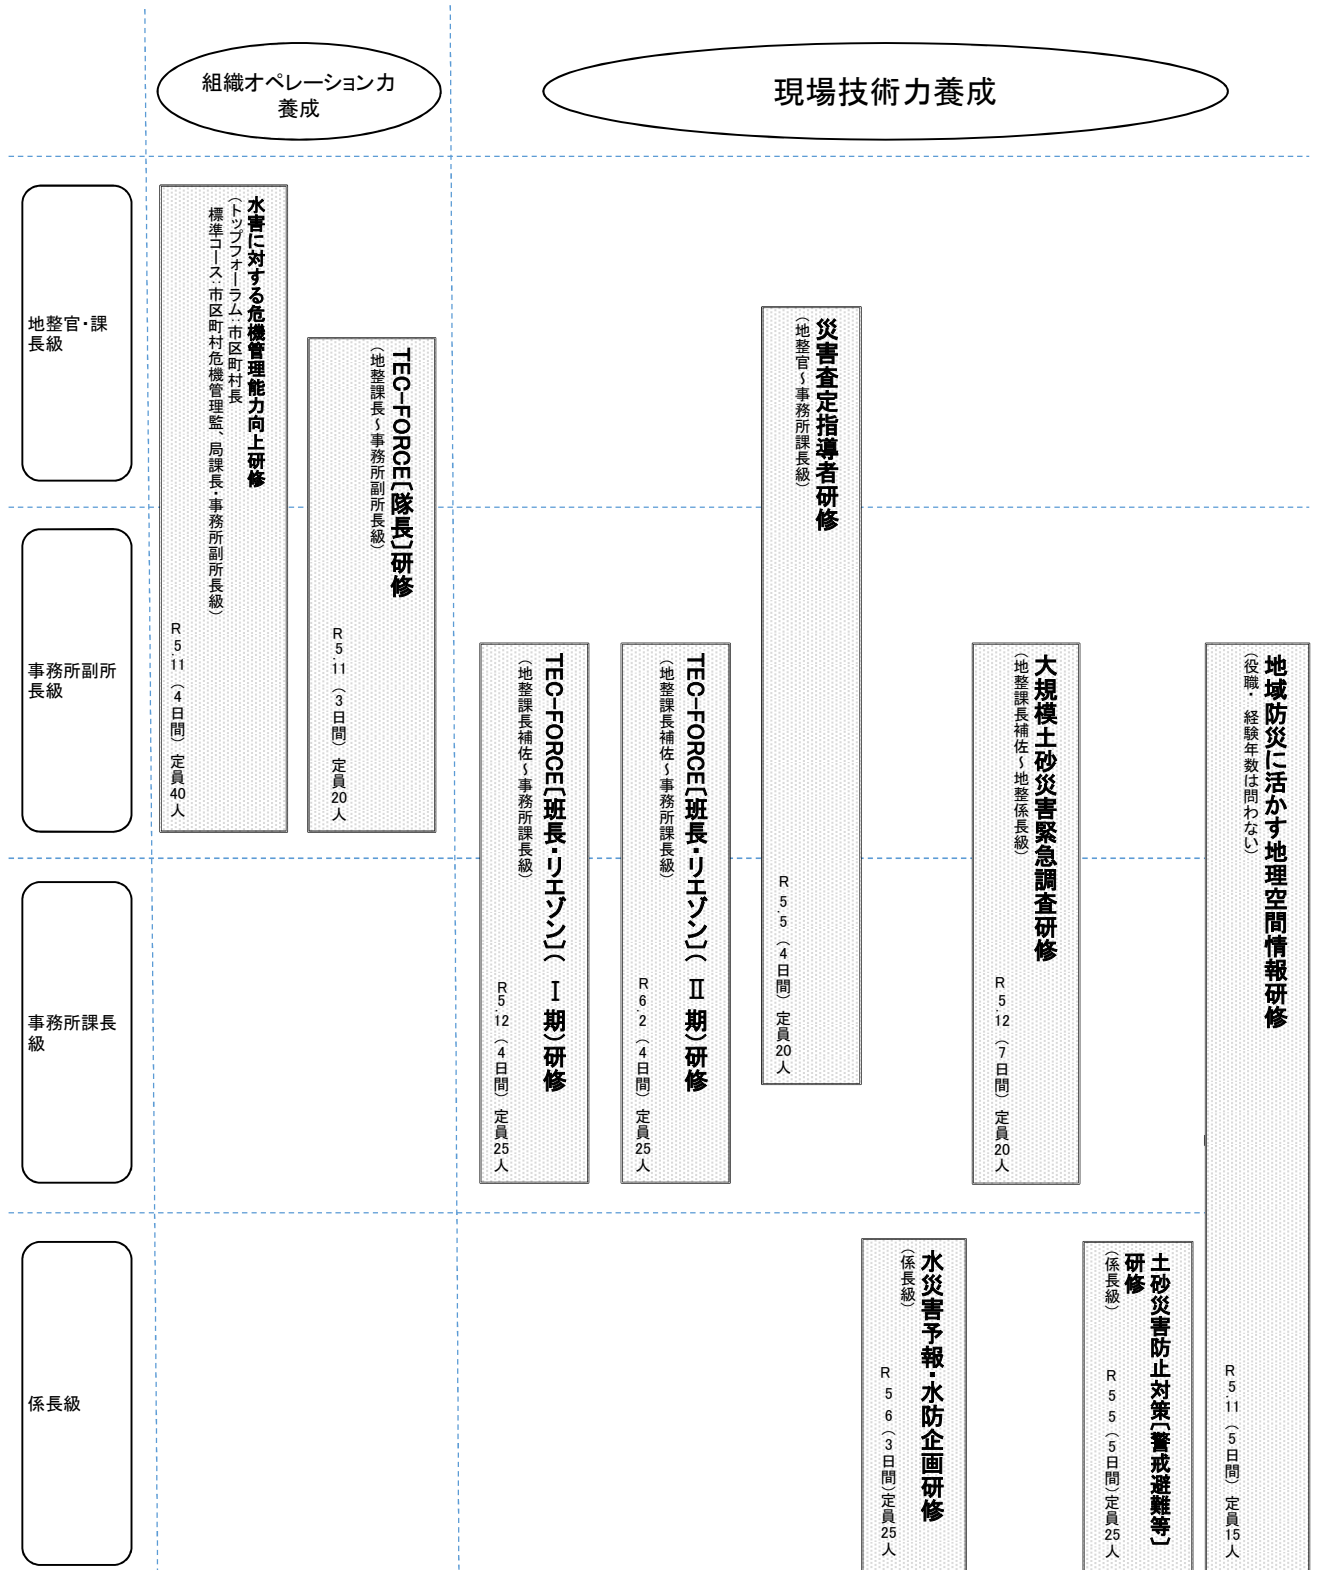 組織オペレーション力
養成
現場技術力養成
地整官・課
長級
事務所副所
長級
事務所課長
級
係長級
水害に対する危機管理能力向上研修
（トップフォーラム：市区町村長
標準コース：市区町村危機管理監、局課長・事務所副所長級）
R5.11（4日間）定員40人
TEC-FORCE〔隊長〕研修
（地整課長～事務所副所長級）
R5.11（3日間）定員20人
TEC-FORCE〔班長・リエゾン〕（Ⅰ期）研修
（地整課長補佐～事務所課長級）
R5.12（4日間）定員25人
TEC-FORCE〔班長・リエゾン〕（Ⅱ期）研修
（地整課長補佐～事務所課長級）
R6.2（4日間）定員25人
災害査定指導者研修
（地整官～事務所課長級）
R5.5（4日間）定員20人
水災害予報・水防企画研修
（係長級）
R56（3日間）定員25人
大規模土砂災害緊急調査研修
（地整課長補佐～地整係長級）
R5.12（7日間）定員20人
土砂災害防止対策〔警戒避難等〕
研修
（係長級）
R55（5日間）定員25人
地域防災に活かす地理空間情報研修
（役職・経験年数は問わない）
R5.11（5日間）定員15人